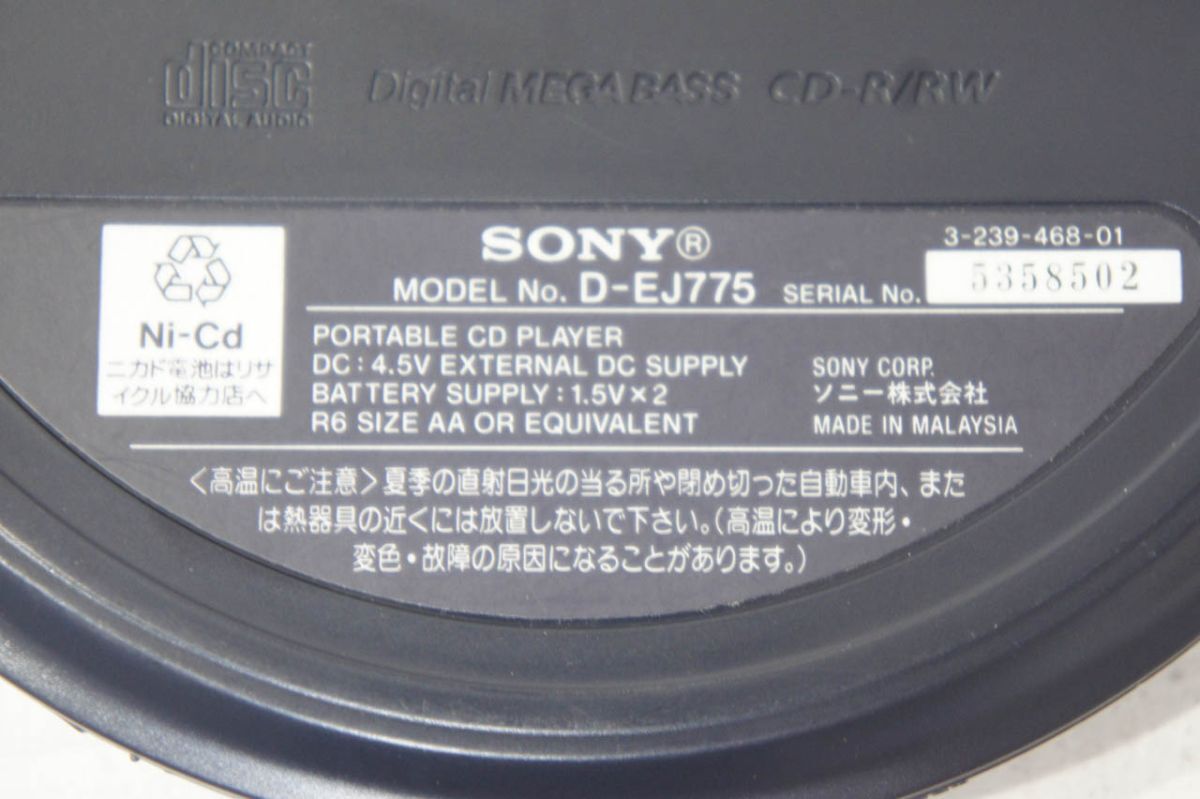 COMPACT
disc
DIGITAL AUDIO
Digital MEGA BASS CD-R/RW
SONY®
3-239-468-01
MODEL No. D-EJ775 SERIAL No. 5358502
Ni-Cd
ニカド電池はリサ
イクル協力店へ
PORTABLE CD PLAYER
DC : 4.5V EXTERNAL DC SUPPLY
BATTERY SUPPLY : 1.5V×2
R6 SIZE AA OR EQUIVALENT
SONY CORP.
ソニー株式会社
MADE IN MALAYSIA
<高温にご注意>夏季の直射日光の当る所や閉め切った自動車内、また
は熱器具の近くには放置しないで下さい。(高温により変形・
変色・故障の原因になることがあります。)